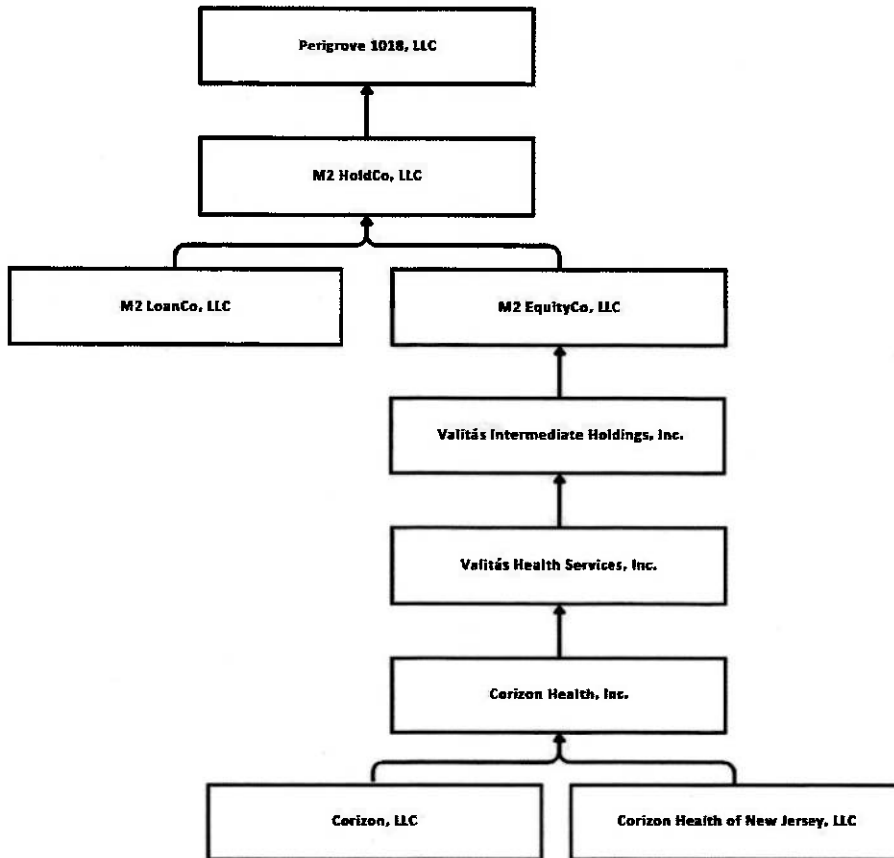 Perigrove 1018, LLC
M2 HoldCo, LLC
M2 LoanCo, LLC
M2 EquityCo, LLC
Valitás Intermediate Holdings, Inc.
Valitás Health Services, Inc.
Corizon Health, Inc.
Corizon, LLC
Corizon Health of New Jersey, LLC